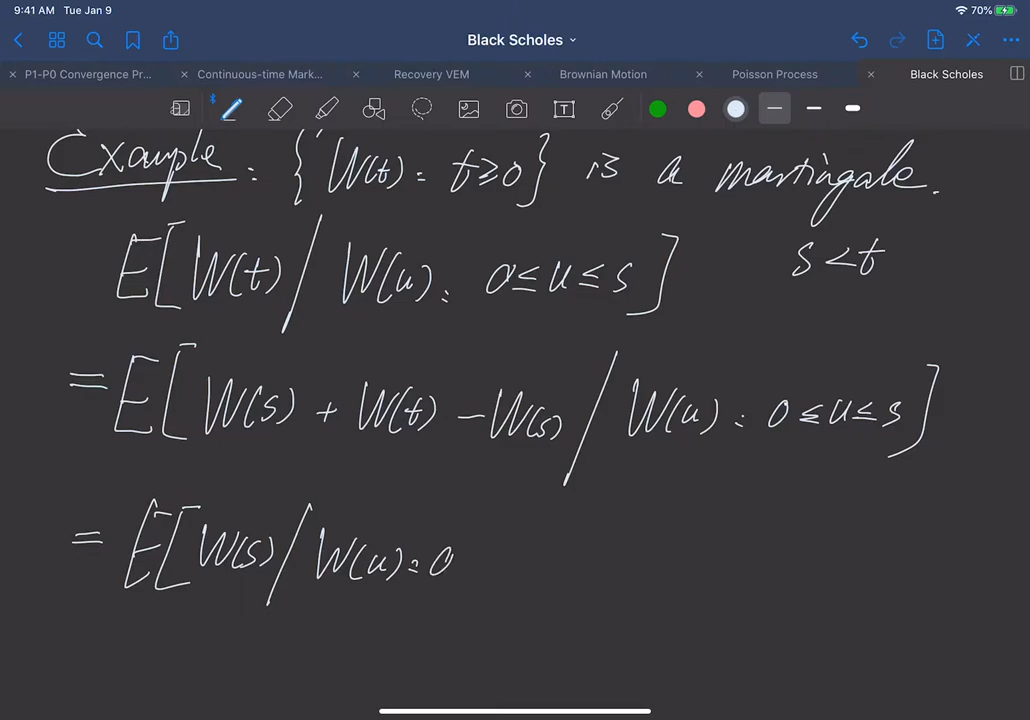 9:41 AM Tue Jan 9
70%
Black Scholes
P1-P0 Convergence Pr...
Continuous-time Mark...
Recovery VEM
Brownian Motion
Poisson Process
Black Scholes
Example: {W(t): t≥0} is a martingale.
E[W(t)/W(u): 0≤u≤s] s<t
=E[W(s)+W(t)-W(s)/W(u): 0≤u≤s]
=E[W(s)/W(u):0